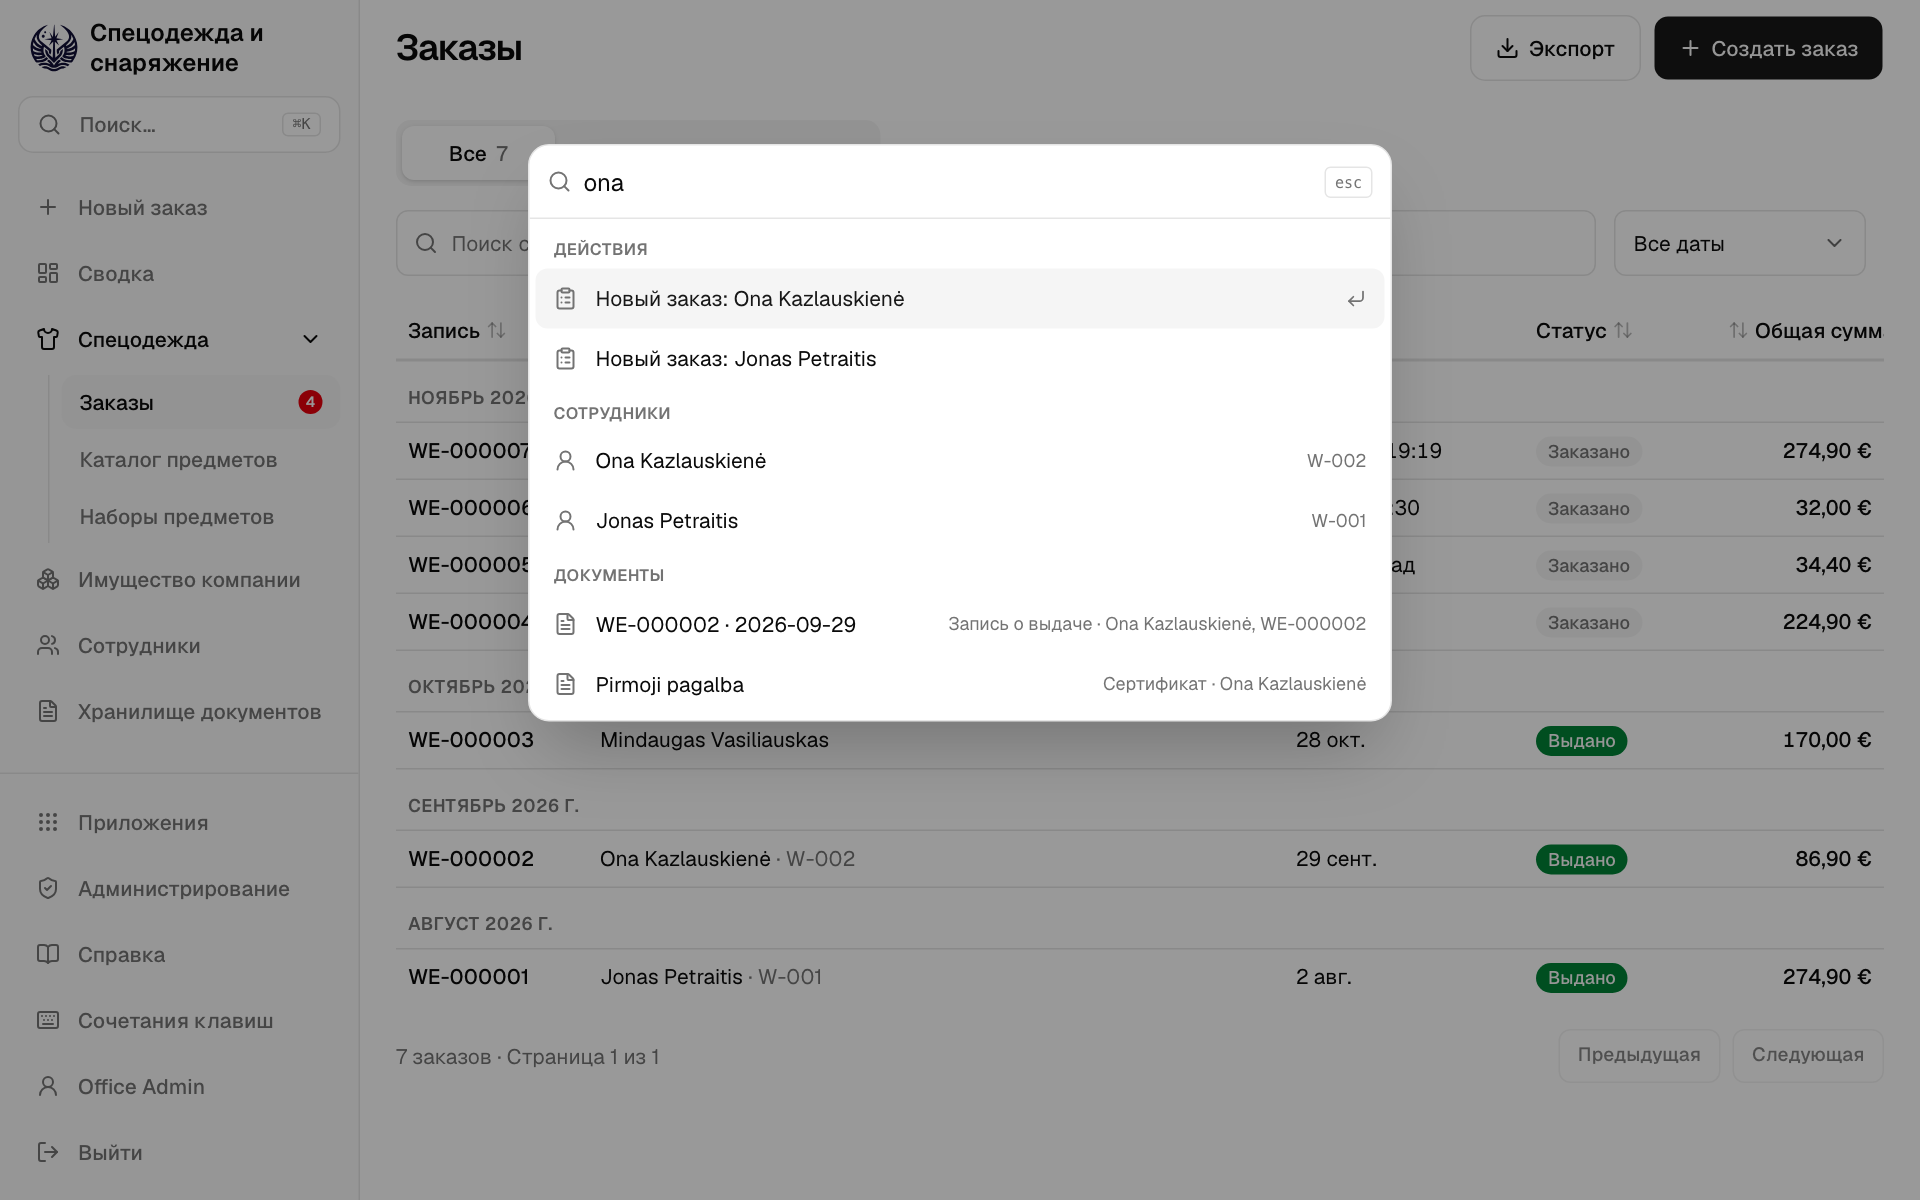 Спецодежда и
снаряжение
Поиск...
⌘K
Новый заказ
Сводка
Спецодежда
Заказы
4
Каталог предметов
Наборы предметов
Имущество компании
Сотрудники
Хранилище документов
Приложения
Администрирование
Справка
Сочетания клавиш
Office Admin
Выйти
Заказы
Экспорт
Создать заказ
Все 7
Поиск
Все даты
Запись
Статус
Общая
ona
esc
ДЕЙСТВИЯ
Новый заказ: Ona Kazlauskienė
Новый заказ: Jonas Petraitis
СОТРУДНИКИ
Ona Kazlauskienė W-002
Jonas Petraitis W-001
ДОКУМЕНТЫ
WE-000002 · 2026-09-29 Запись о выдаче · Ona Kazlauskienė, WE-000002
Pirmoji pagalba Сертификат · Ona Kazlauskienė
НОЯБРЬ
WE-000007 19:19 Заказано 274,90 €
WE-000006 :30 Заказано 32,00 €
WE-000005 Заказано 34,40 €
WE-000004 Заказано 224,90 €
ОКТЯБРЬ
WE-000003 Mindaugas Vasiliauskas 28 окт. Выдано 170,00 €
СЕНТЯБРЬ 2026 Г.
WE-000002 Ona Kazlauskienė · W-002 29 сент. Выдано 86,90 €
АВГУСТ 2026 Г.
WE-000001 Jonas Petraitis · W-001 2 авг. Выдано 274,90 €
7 заказов · Страница 1 из 1
Предыдущая
Следующая